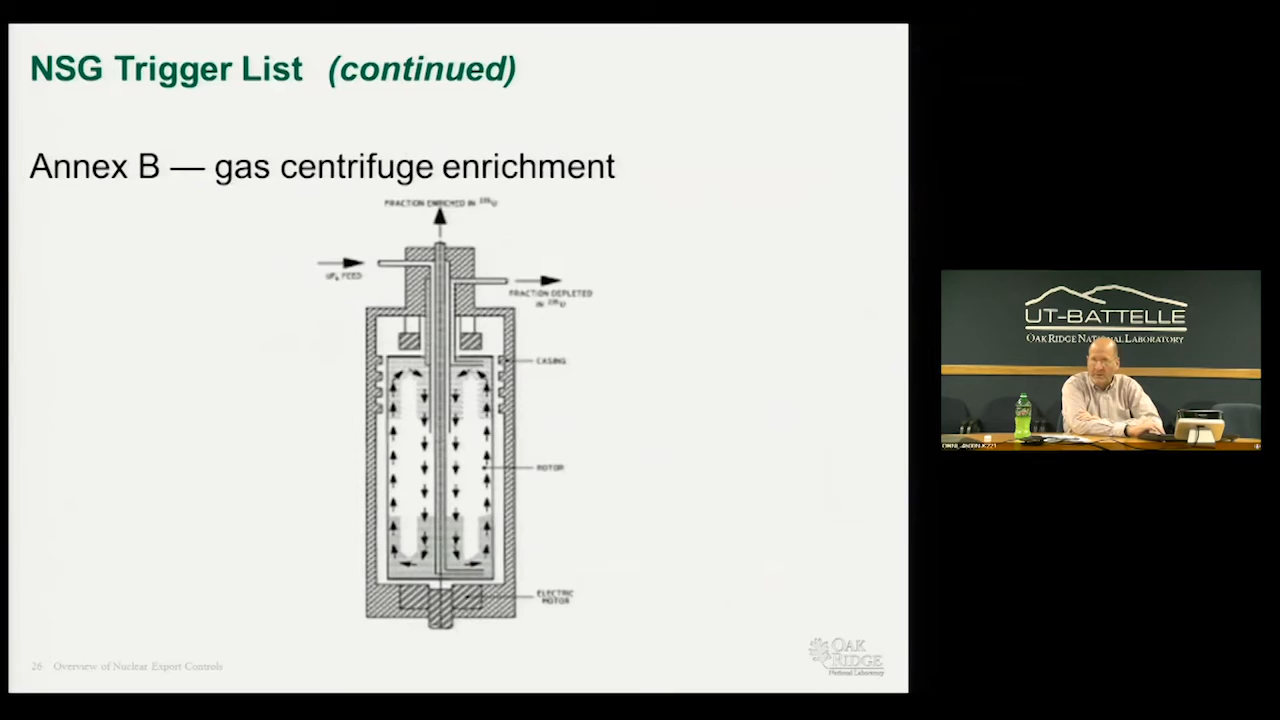 NSG Trigger List (continued)
Annex B — gas centrifuge enrichment
FRACTION ENRICHED IN ²³⁵U
UF₆ FEED
FRACTION DEPLETED
IN ²³⁵U
CASING
ROTOR
ELECTRIC
MOTOR
26 Overview of Nuclear Export Controls
OAK
RIDGE
National Laboratory
UT-BATTELLE
OAK RIDGE NATIONAL LABORATORY